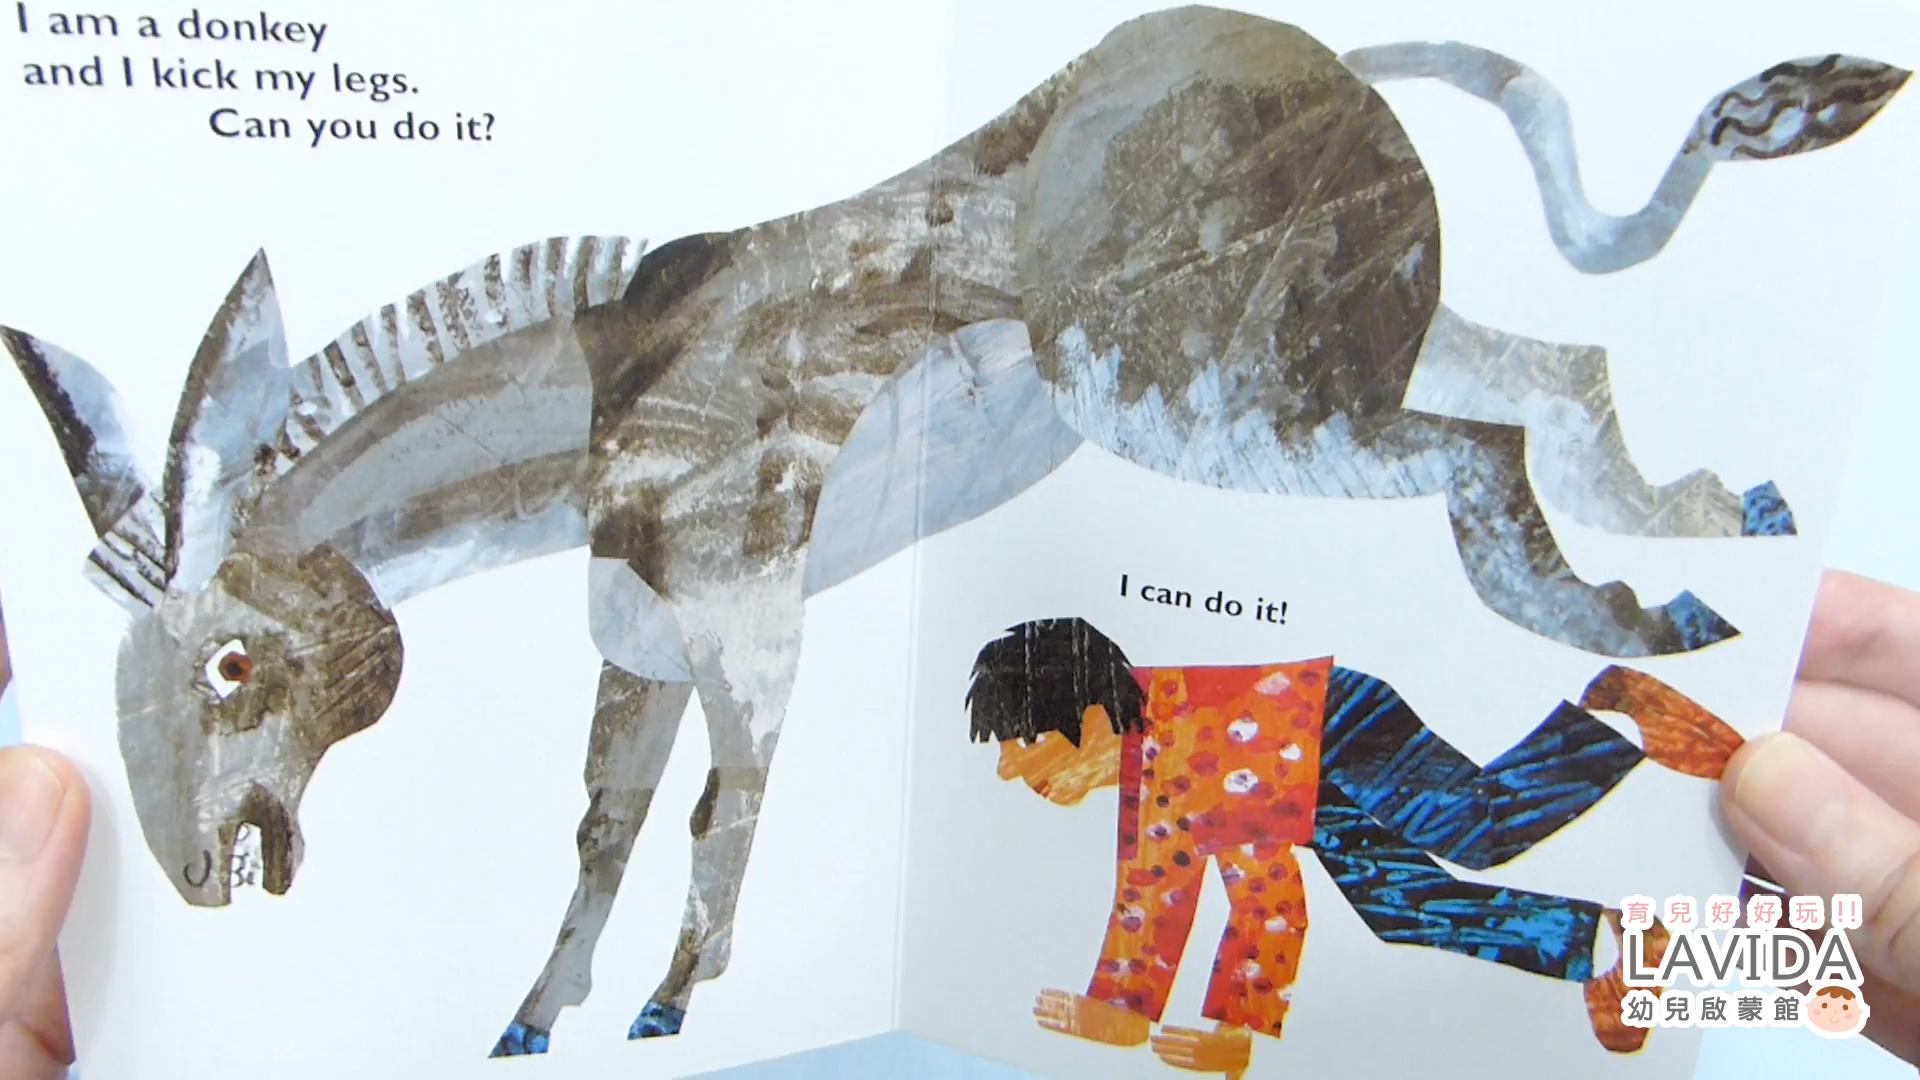 I am a donkey
and I kick my legs.
Can you do it?
I can do it!
育兒好好玩!!
LAVIDA
幼兒啟蒙館